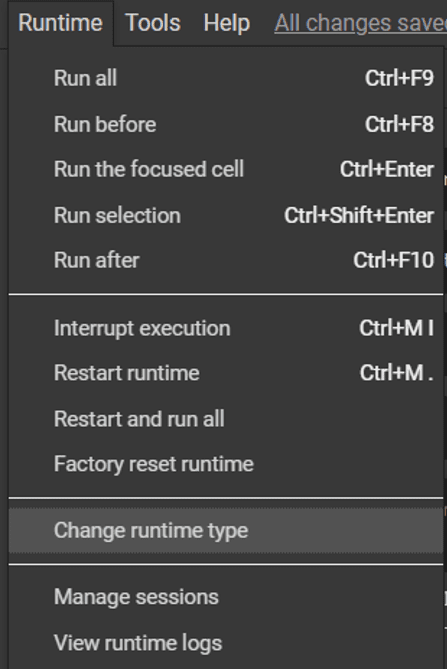 Runtime Tools Help All changes save
Run all Ctrl+F9
Run before Ctrl+F8
Run the focused cell Ctrl+Enter
Run selection Ctrl+Shift+Enter
Run after Ctrl+F10
Interrupt execution Ctrl+M I
Restart runtime Ctrl+M .
Restart and run all
Factory reset runtime
Change runtime type
Manage sessions
View runtime logs